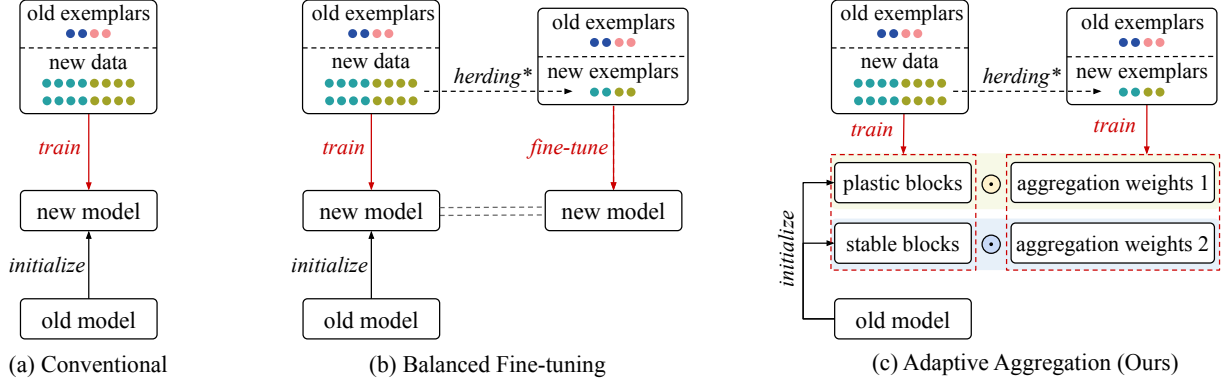 old exemplars
new data
train
new model
initialize
old model
(a) Conventional
old exemplars
new data
herding*
old exemplars
new exemplars
train
fine-tune
new model
new model
initialize
old model
(b) Balanced Fine-tuning
old exemplars
new data
herding*
old exemplars
new exemplars
train
train
plastic blocks
⊙
aggregation weights 1
stable blocks
⊙
aggregation weights 2
initialize
old model
(c) Adaptive Aggregation (Ours)